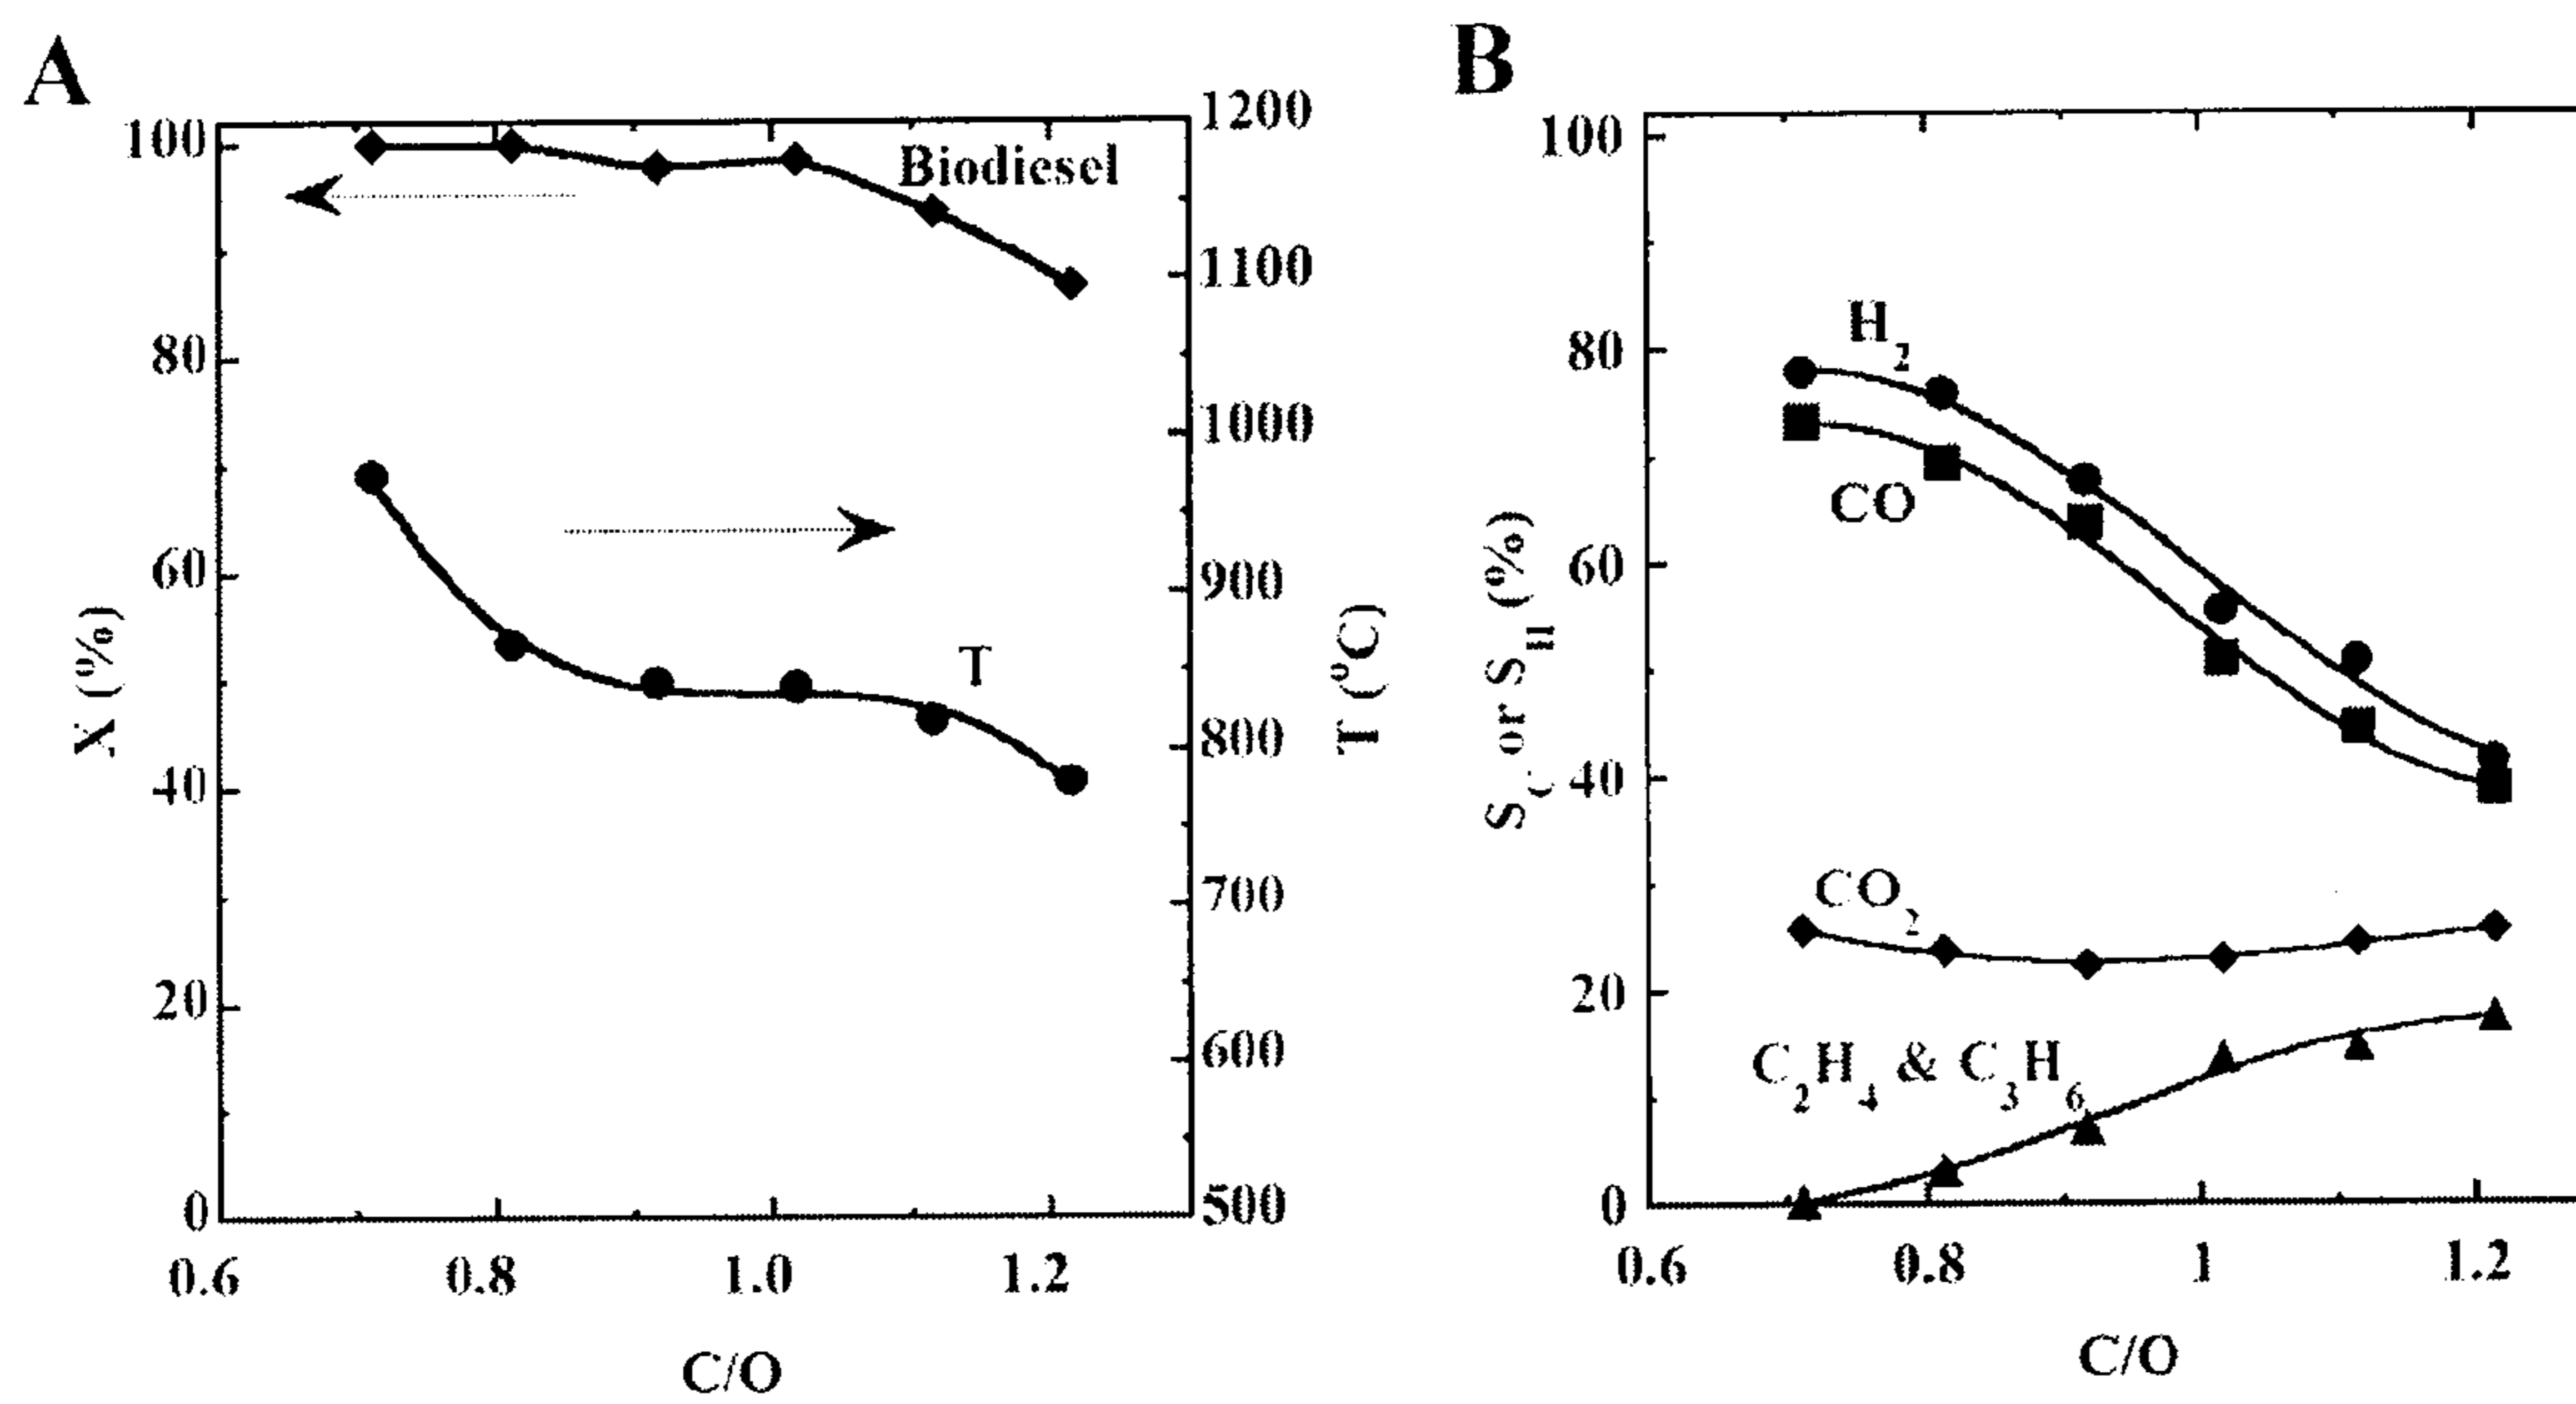 A
100
80
60
40
20
0
X (%)
Biodiesel
T
1200
1100
1000
900
800
700
600
500
T (°C)
0.6 0.8 1.0 1.2
C/O
B
100
80
60
40
20
0
S_C or S_H (%)
H₂
CO
CO₂
C₂H₄ & C₃H₆
0.6 0.8 1 1.2
C/O